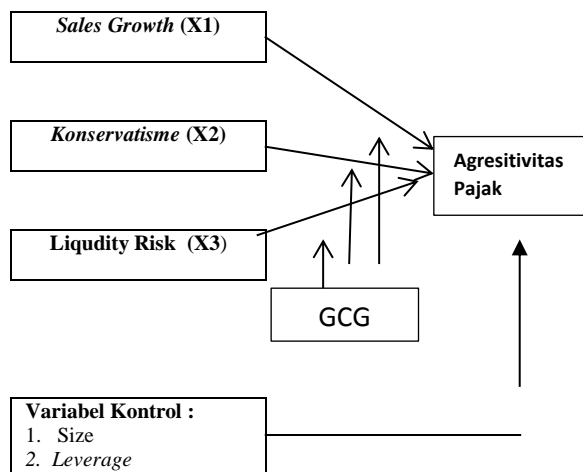 Sales Growth (X1)
Konservatisme (X2)
Agresitivitas
Pajak
Liqudity Risk (X3)
GCG
Variabel Kontrol :
1. Size
2. Leverage